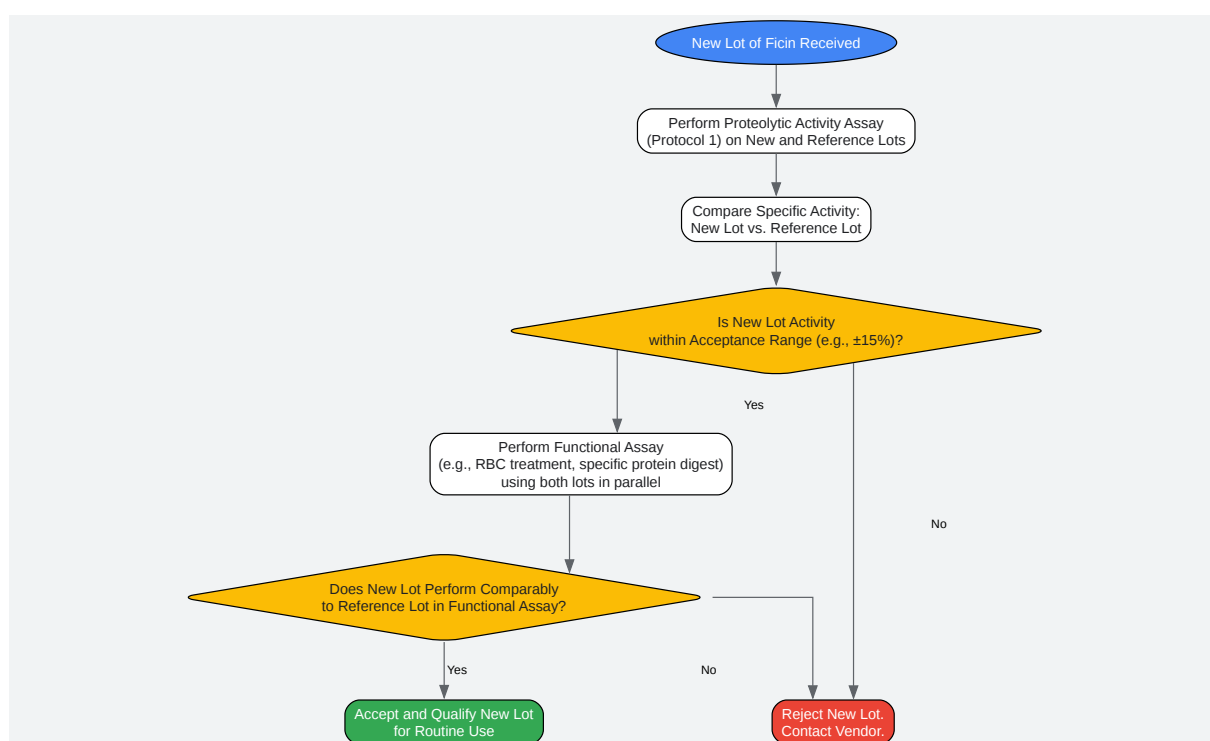 New Lot of Ficin Received
Perform Proteolytic Activity Assay
(Protocol 1) on New and Reference Lots
Compare Specific Activity:
New Lot vs. Reference Lot
Is New Lot Activity
within Acceptance Range (e.g., ±15%)?
Yes
Perform Functional Assay
(e.g., RBC treatment, specific protein digest)
using both lots in parallel
No
Does New Lot Perform Comparably
to Reference Lot in Functional Assay?
Yes
No
Accept and Qualify New Lot
for Routine Use
Reject New Lot.
Contact Vendor.